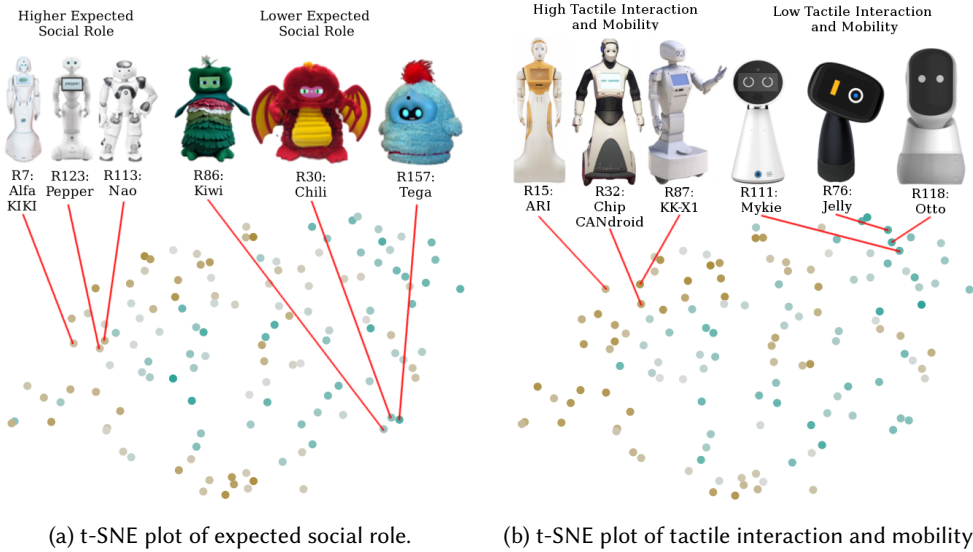 Higher Expected
Social Role
Lower Expected
Social Role
R7:
Alfa
KIKI
R123:
Pepper
R113:
Nao
R86:
Kiwi
R30:
Chili
R157:
Tega
(a) t-SNE plot of expected social role.
High Tactile Interaction
and Mobility
Low Tactile Interaction
and Mobility
R15:
ARI
R32:
Chip
CANdroid
R87:
KK-X1
R111:
Mykie
R76:
Jelly
R118:
Otto
(b) t-SNE plot of tactile interaction and mobility